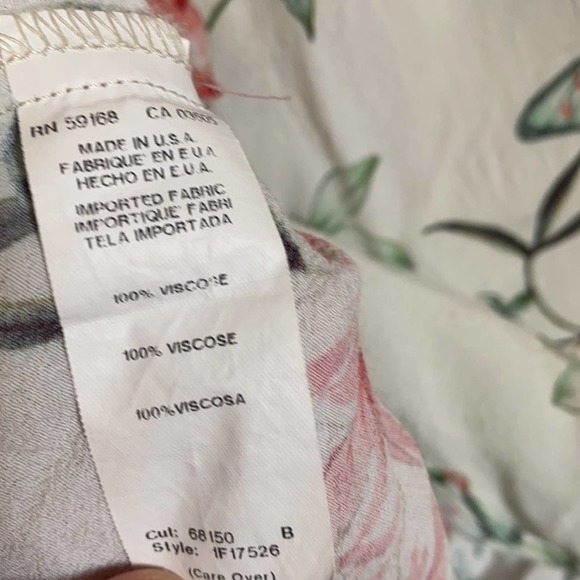 RN 59168 CA 03605
MADE IN U.S.A.
FABRIQUE' EN E.U.A.
HECHO EN E.U.A.
IMPORTED FABRIC
IMPORTIQUE' FABRI
TELA IMPORTADA
100% VISCOSE
100% VISCOSE
100%VISCOSA
Cut: 68150 B
Style: 1F17526
(Care Over)